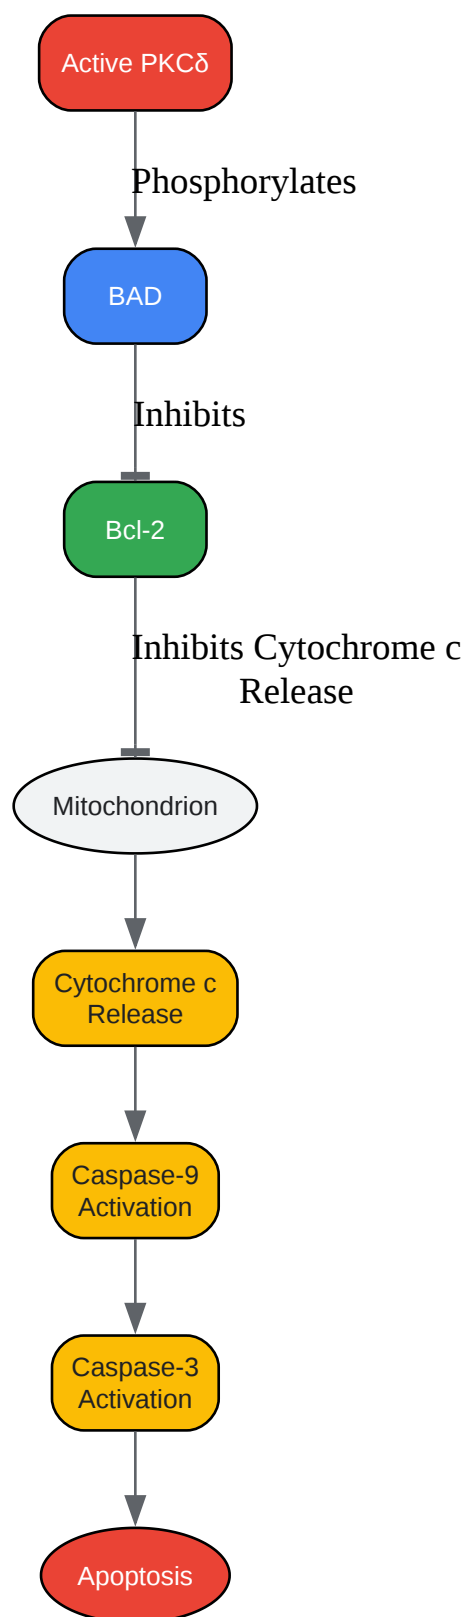 Active PKCδ
Phosphorylates
BAD
Inhibits
Bcl-2
Inhibits Cytochrome c
Release
Mitochondrion
Cytochrome c
Release
Caspase-9
Activation
Caspase-3
Activation
Apoptosis